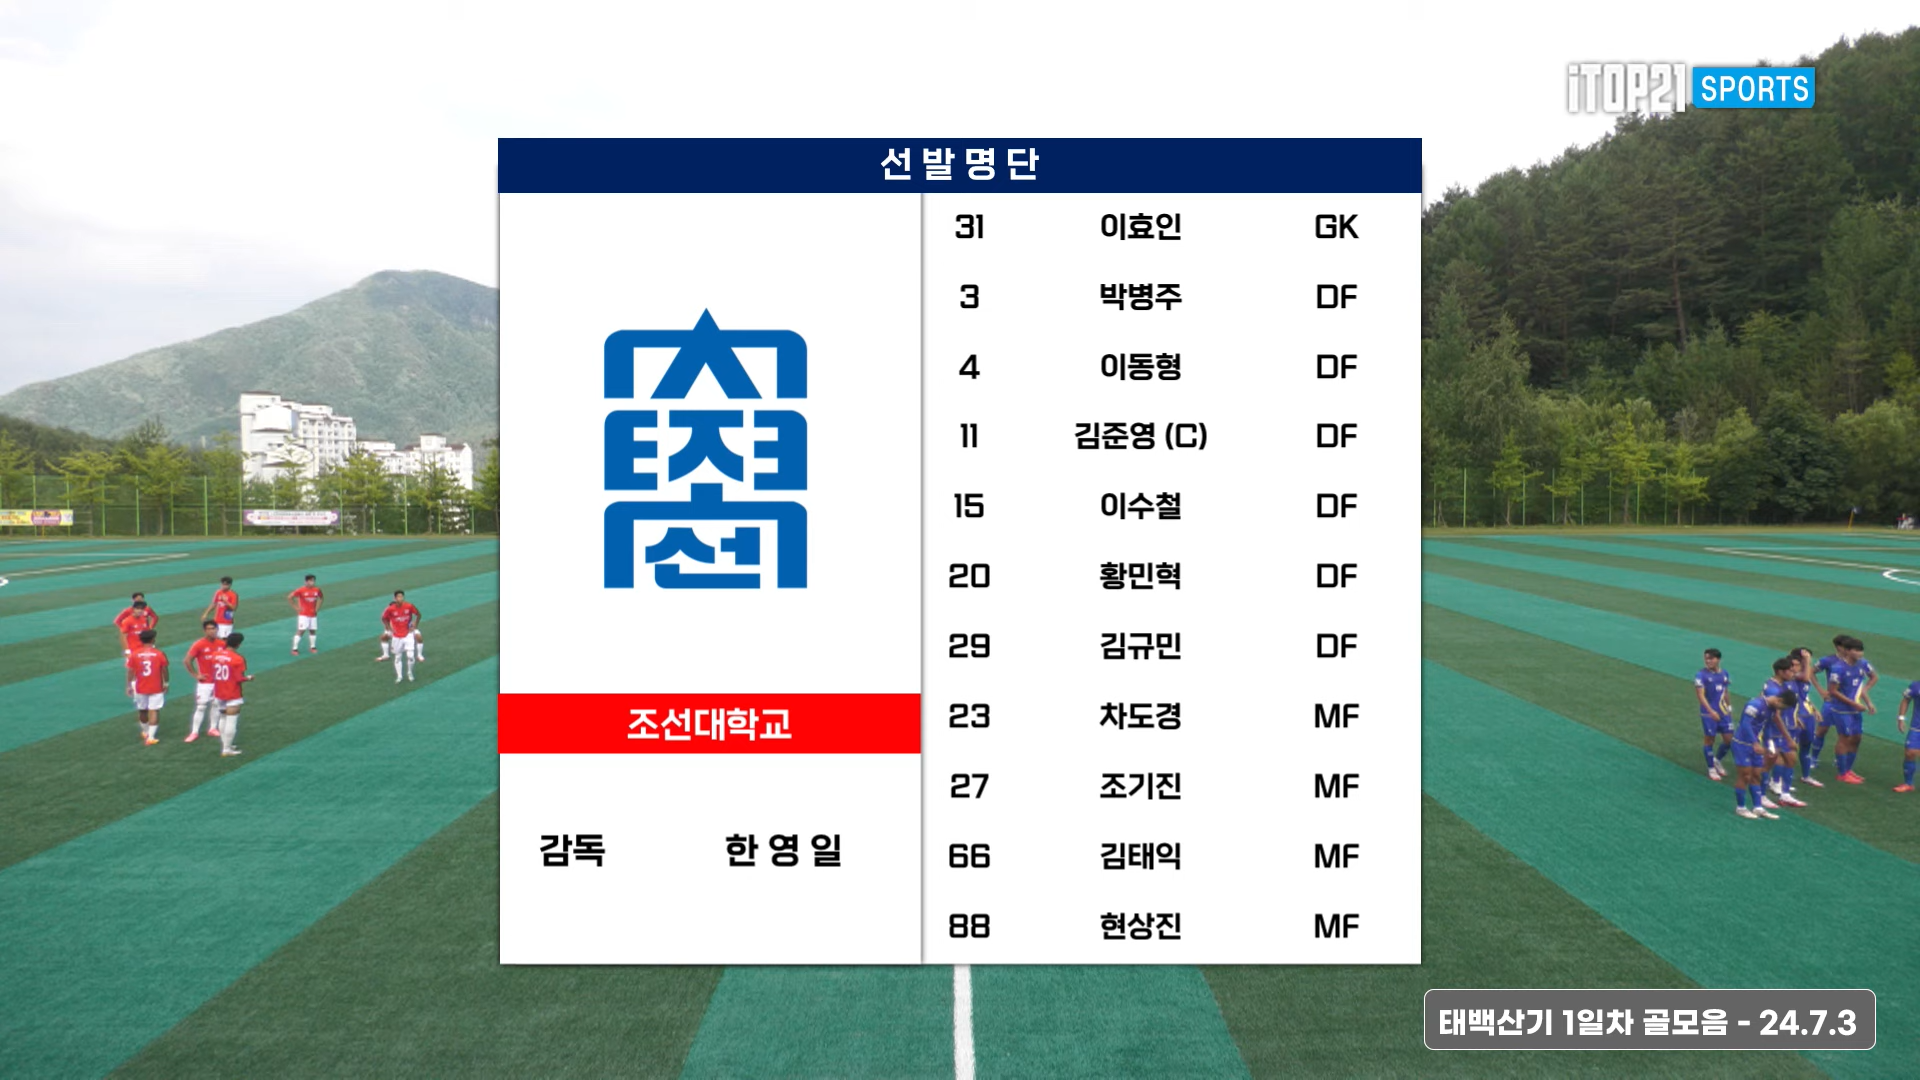 iTOP21 SPORTS
선발명단
31 이효인 GK
3 박병주 DF
4 이동형 DF
11 김준영 (C) DF
15 이수철 DF
20 황민혁 DF
29 김규민 DF
23 차도경 MF
27 조기진 MF
66 김태익 MF
88 현상진 MF
조선
조선대학교
감독 한영일
3
20
태백산기 1일차 골모음 - 24.7.3